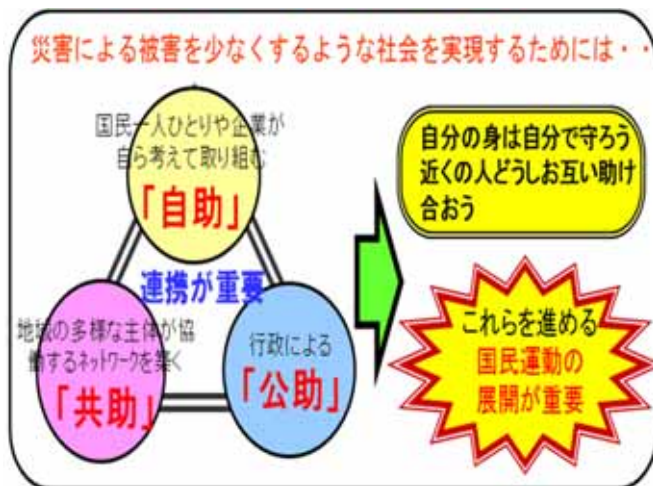 災害による被害を少なくするような社会を実現するためには・・
国民一人ひとりや企業が
自ら考えて取り組む
「自助」
連携が重要
地域の多様な主体が協
働するネットワークを築く
「共助」
行政による
「公助」
自分の身は自分で守ろう
近くの人どうしお互い助け
合おう
これらを進める
国民運動の
展開が重要